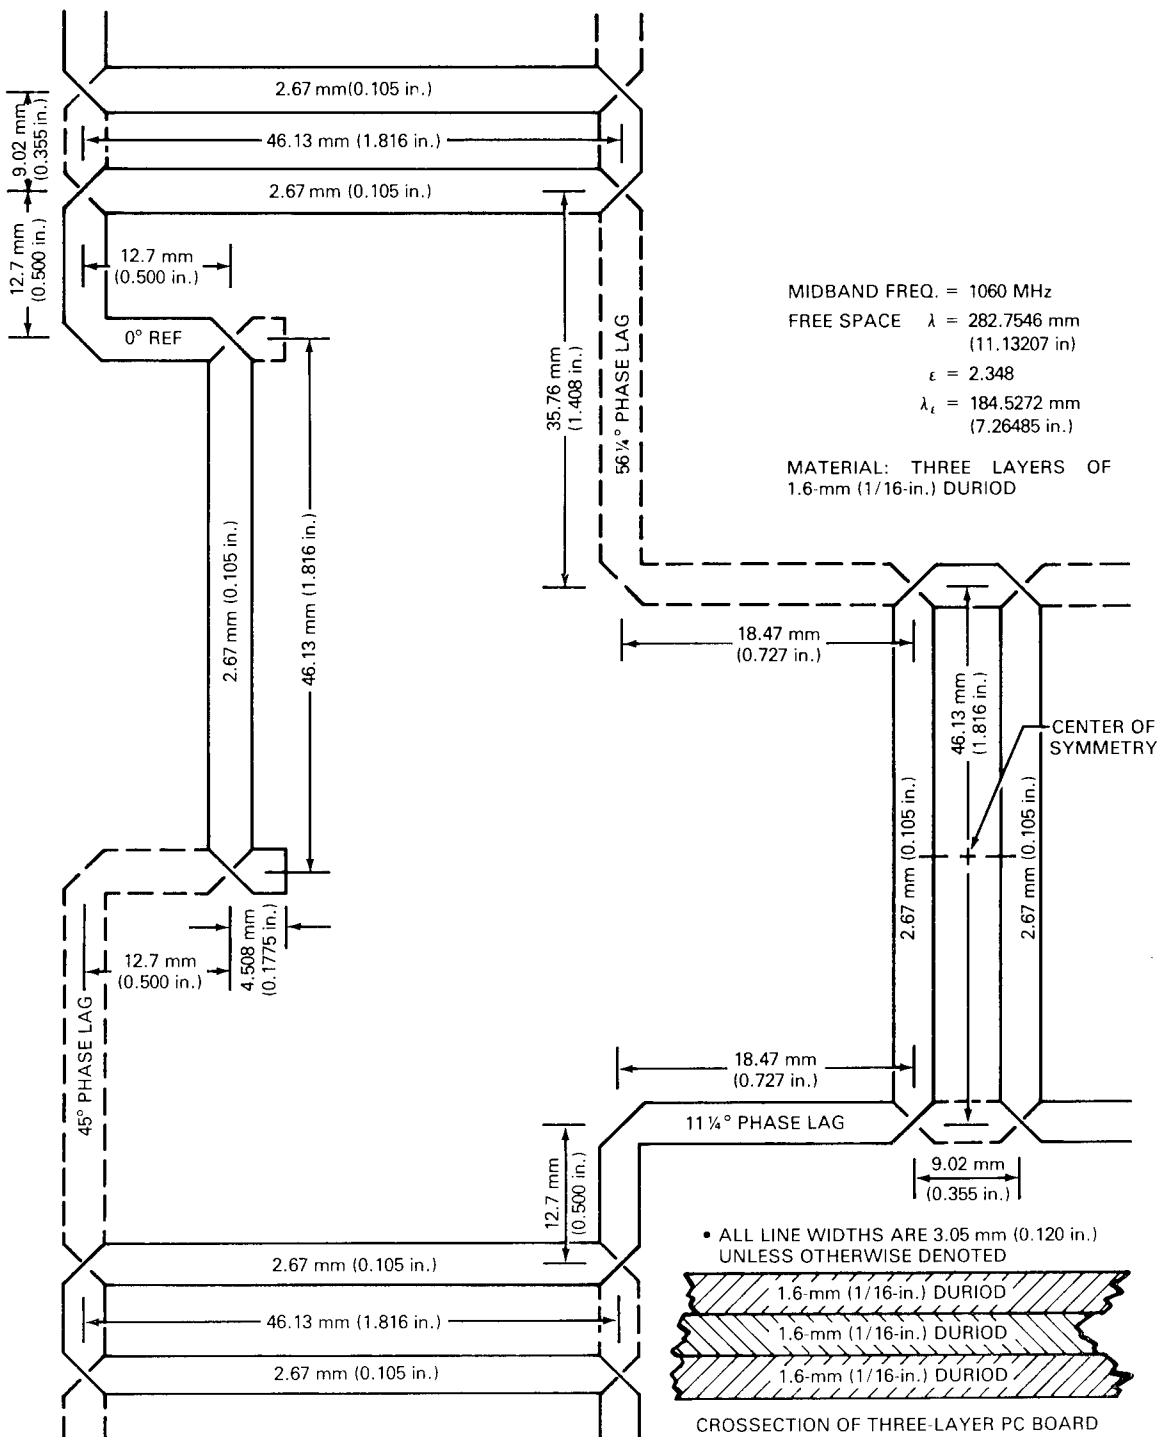 2.67 mm(0.105 in.)
9.02 mm
(0.355 in.)
46.13 mm (1.816 in.)
2.67 mm (0.105 in.)
12.7 mm
(0.500 in.)
12.7 mm
(0.500 in.)
0° REF
35.76 mm
(1.408 in.)
56 ¼° PHASE LAG
MIDBAND FREQ. = 1060 MHz
FREE SPACE λ = 282.7546 mm
(11.13207 in)
ε = 2.348
λε = 184.5272 mm
(7.26485 in.)
MATERIAL: THREE LAYERS OF
1.6-mm (1/16-in.) DURIOD
2.67 mm (0.105 in.)
46.13 mm (1.816 in.)
18.47 mm
(0.727 in.)
46.13 mm
(1.816 in.)
CENTER OF
SYMMETRY
2.67 mm (0.105 in.)
2.67 mm (0.105 in.)
4.508 mm
(0.1775 in.)
12.7 mm
(0.500 in.)
45° PHASE LAG
18.47 mm
(0.727 in.)
11 ¼° PHASE LAG
12.7 mm
(0.500 in.)
9.02 mm
(0.355 in.)
2.67 mm (0.105 in.)
46.13 mm (1.816 in.)
2.67 mm (0.105 in.)
• ALL LINE WIDTHS ARE 3.05 mm (0.120 in.)
UNLESS OTHERWISE DENOTED
1.6-mm (1/16-in.) DURIOD
1.6-mm (1/16-in.) DURIOD
1.6-mm (1/16-in.) DURIOD
CROSSECTION OF THREE-LAYER PC BOARD